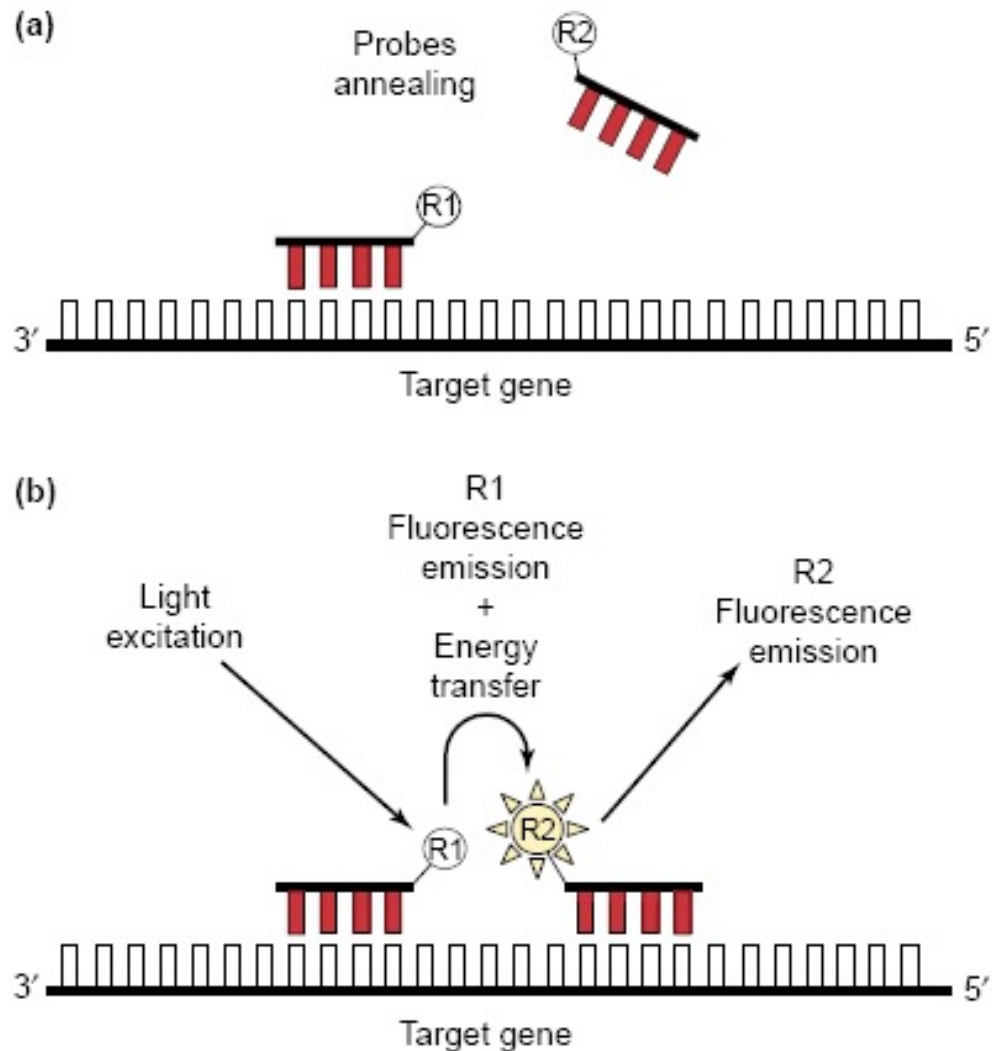 (a)
Probes
annealing
R2
R1
3′
5′
Target gene
(b)
R1
Fluorescence
emission
+
Energy
transfer
Light
excitation
R2
Fluorescence
emission
R1
R2
3′
5′
Target gene